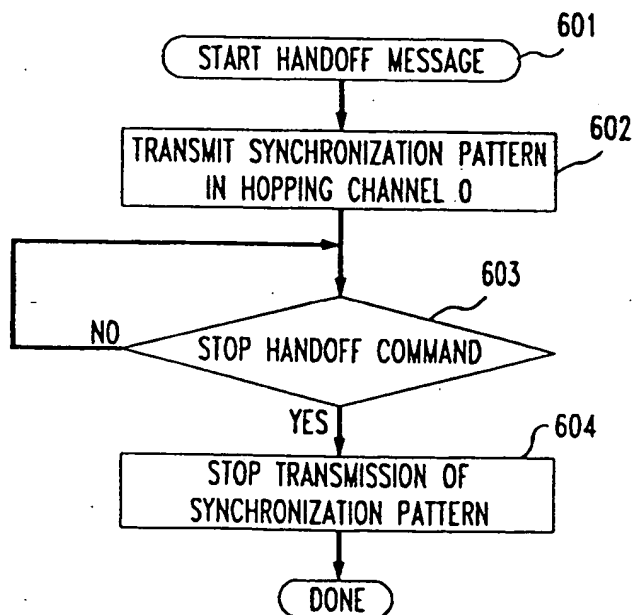 START HANDOFF MESSAGE
601
TRANSMIT SYNCHRONIZATION PATTERN
IN HOPPING CHANNEL 0
602
603
STOP HANDOFF COMMAND
NO
YES
604
STOP TRANSMISSION OF
SYNCHRONIZATION PATTERN
DONE